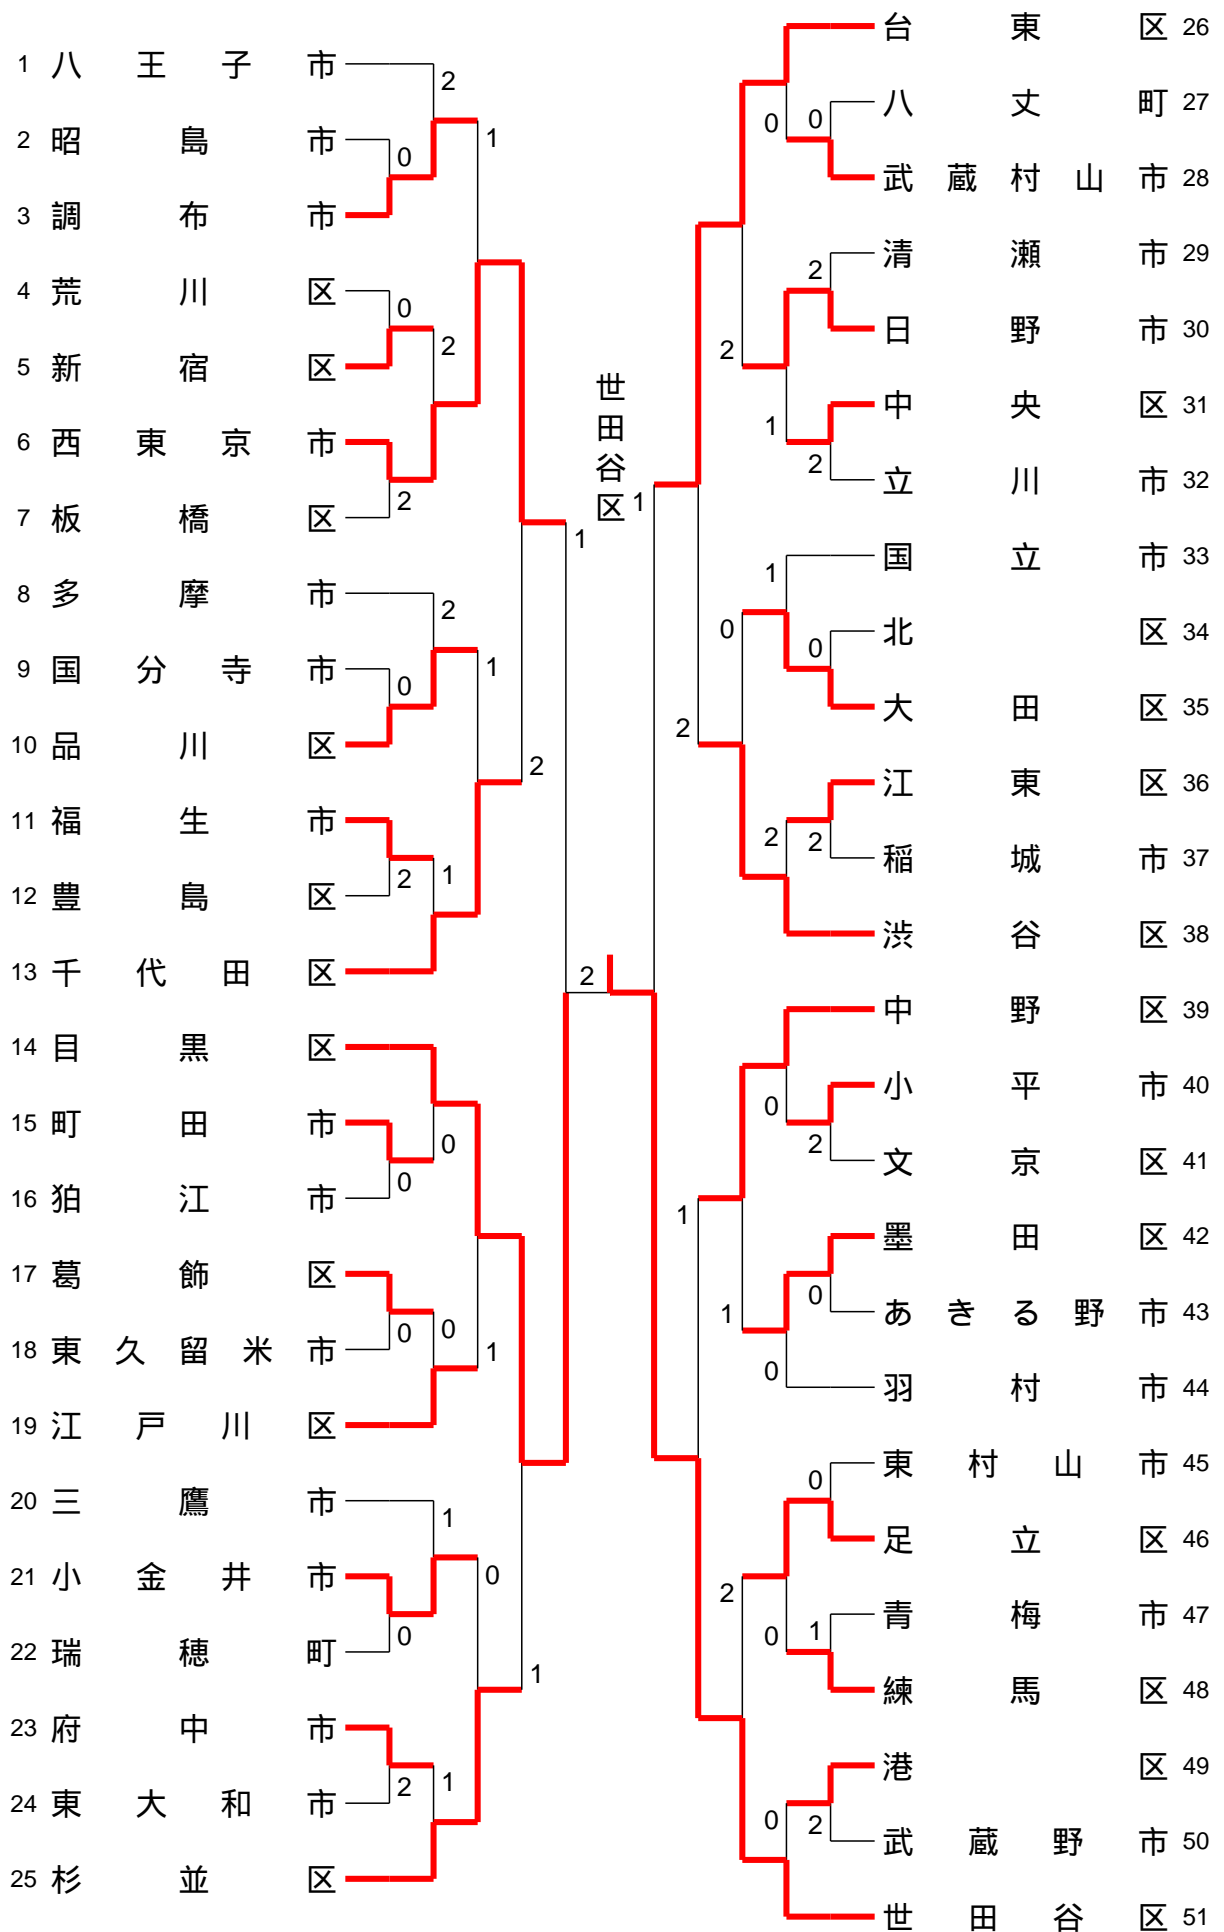 1 八王子市
2 昭島市
3 調布市
4 荒川区
5 新宿区
6 西東京市
7 板橋区
8 多摩市
9 国分寺市
10 品川区
11 福生市
12 豊島区
13 千代田区
14 目黒区
15 町田市
16 狛江市
17 葛飾区
18 東久留米市
19 江戸川区
20 三鷹市
21 小金井市
22 瑞穂町
23 府中市
24 東大和市
25 杉並区
2
0
0
2
2
0
2
1
0
0
0
0
1
0
2
1
2
1
0
0
1
1
1
1
0
2
1
1
2
世田谷区
1
2
1
2
0
1
2
0
1
1
2
0
0
0
0
0
2
2
0
2
2
0
0
1
2
台東区 26
八丈町 27
武蔵村山市 28
清瀬市 29
日野市 30
中央区 31
立川市 32
国立市 33
北区 34
大田区 35
江東区 36
稲城市 37
渋谷区 38
中野区 39
小平市 40
文京区 41
墨田区 42
あきる野市 43
羽村市 44
東村山市 45
足立区 46
青梅市 47
練馬区 48
港区 49
武蔵野市 50
世田谷区 51